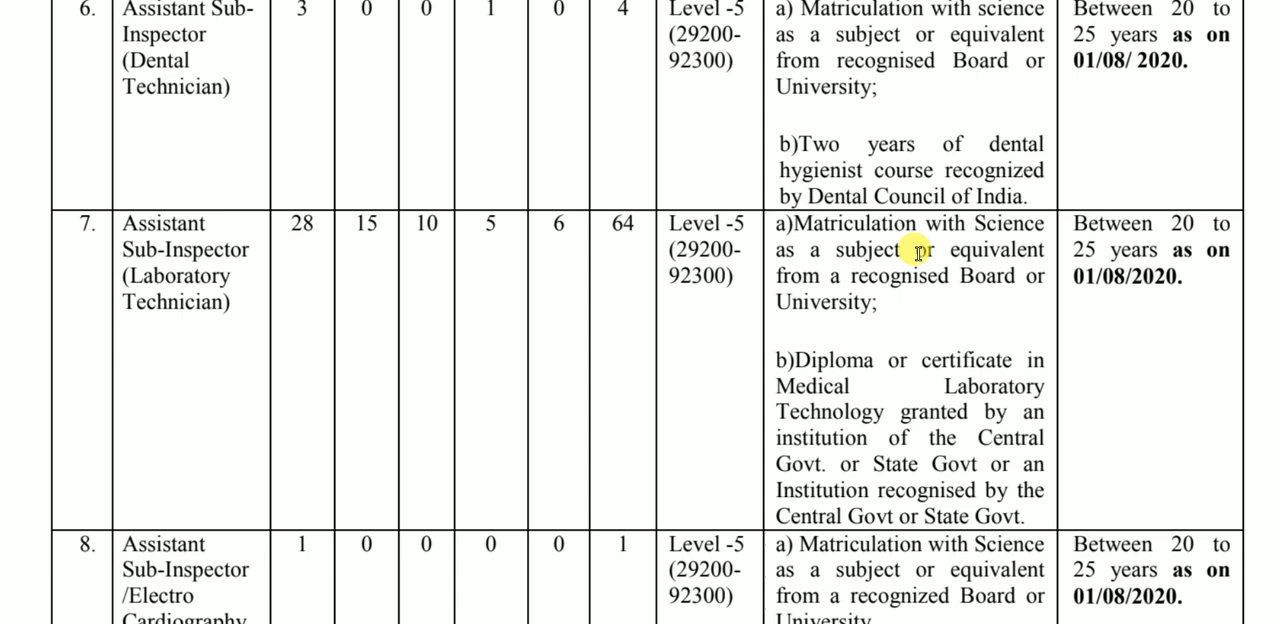 6. Assistant Sub- 3 0 0 1 0 4 Level -5 a) Matriculation with science Between 20 to
Inspector (29200- as a subject or equivalent 25 years as on
(Dental 92300) from recognised Board or 01/08/ 2020.
Technician) University;
b)Two years of dental
hygienist course recognized
by Dental Council of India.
7. Assistant 28 15 10 5 6 64 Level -5 a)Matriculation with Science Between 20 to
Sub-Inspector (29200- as a subject or equivalent 25 years as on
(Laboratory 92300) from a recognised Board or 01/08/2020.
Technician) University;
b)Diploma or certificate in
Medical Laboratory
Technology granted by an
institution of the Central
Govt. or State Govt or an
Institution recognised by the
Central Govt or State Govt.
8. Assistant 1 0 0 0 0 1 Level -5 a) Matriculation with Science Between 20 to
Sub-Inspector (29200- as a subject or equivalent 25 years as on
/Electro 92300) from a recognized Board or 01/08/2020.
Cardiography University